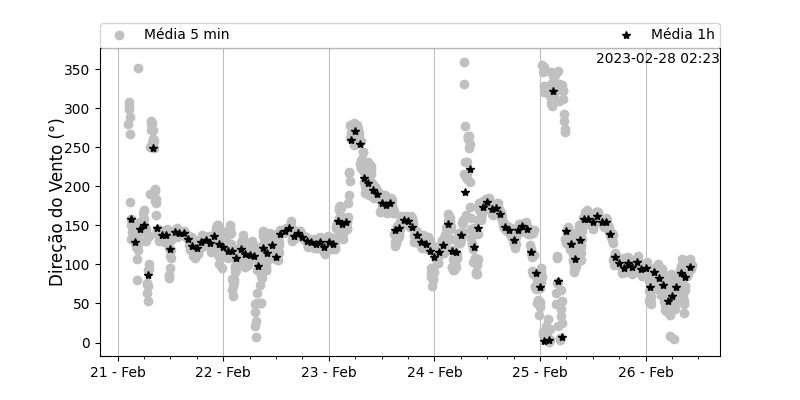 Média 5 min
Média 1h
2023-02-28 02:23
Direção do Vento (°)
350
300
250
200
150
100
50
0
21 - Feb
22 - Feb
23 - Feb
24 - Feb
25 - Feb
26 - Feb